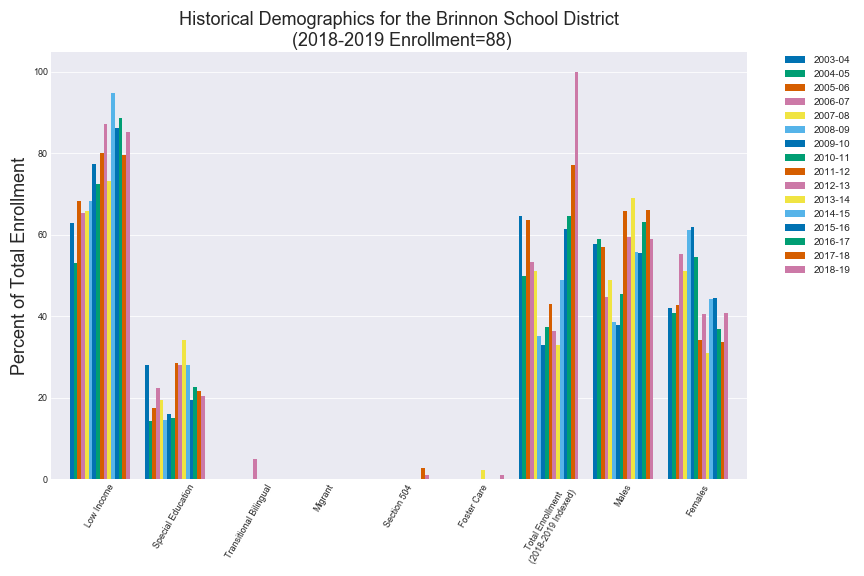 Historical Demographics for the Brinnon School District
(2018-2019 Enrollment=88)
Percent of Total Enrollment
100
80
60
40
20
0
Low Income
Special Education
Transitional Bilingual
Migrant
Section 504
Foster Care
Total Enrollment
(2018-2019 Indexed)
Males
Females
2003-04
2004-05
2005-06
2006-07
2007-08
2008-09
2009-10
2010-11
2011-12
2012-13
2013-14
2014-15
2015-16
2016-17
2017-18
2018-19